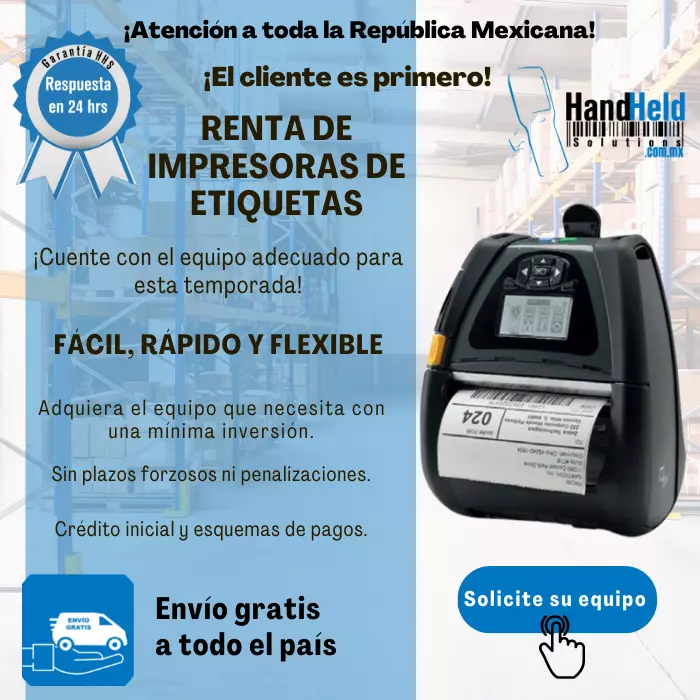 ¡Atención a toda la República Mexicana!
¡El cliente es primero!
Garantía HHS
Respuesta
en 24 hrs
HandHeld
Solutions
.com.mx
RENTA DE
IMPRESORAS DE
ETIQUETAS
¡Cuente con el equipo adecuado para
esta temporada!
FÁCIL, RÁPIDO Y FLEXIBLE
Adquiera el equipo que necesita con
una mínima inversión.
Sin plazos forzosos ni penalizaciones.
Crédito inicial y esquemas de pagos.
024
ENVÍO
GRATIS
Envío gratis
a todo el país
Solicite su equipo